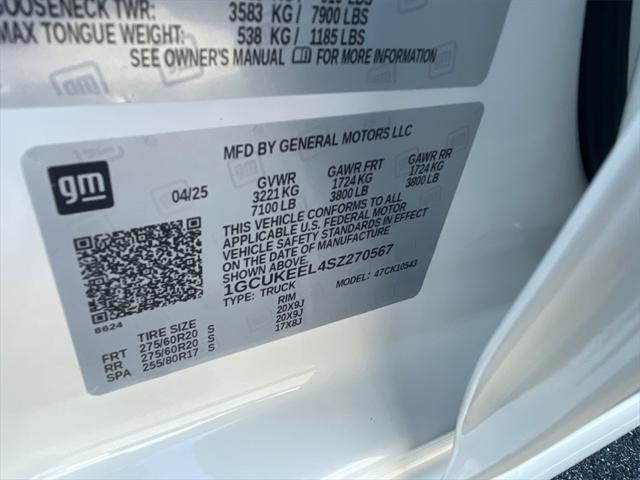 GOOSENECK TWR: 3583 KG/ 7900 LBS
MAX TONGUE WEIGHT: 538 KG/ 1185 LBS
SEE OWNER'S MANUAL FOR MORE INFORMATION
MFD BY GENERAL MOTORS LLC
gm 04/25 GVWR GAWR FRT GAWR RR
3221 KG 1724 KG 1724 KG
7100 LB 3800 LB 3800 LB
THIS VEHICLE CONFORMS TO ALL
APPLICABLE U.S. FEDERAL MOTOR
VEHICLE SAFETY STANDARDS IN EFFECT
ON THE DATE OF MANUFACTURE
SHOWN ABOVE.
1GCUKEEL4SZ270567
TYPE: TRUCK MODEL: 47CK10543
8624
TIRE SIZE RIM
FRT 275/60R20 S 20X9J
RR 275/60R20 S 20X9J
SPA 255/80R17 S 17X8J